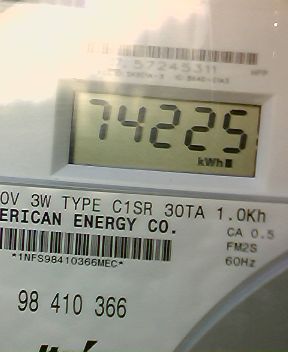 57245311
74225
kWh
0V 3W TYPE C1SR 30TA 1.0Kh
ERICAN ENERGY CO.
CA 0.5
FM2S
*1NFS98410366MEC*
60Hz
98 410 366